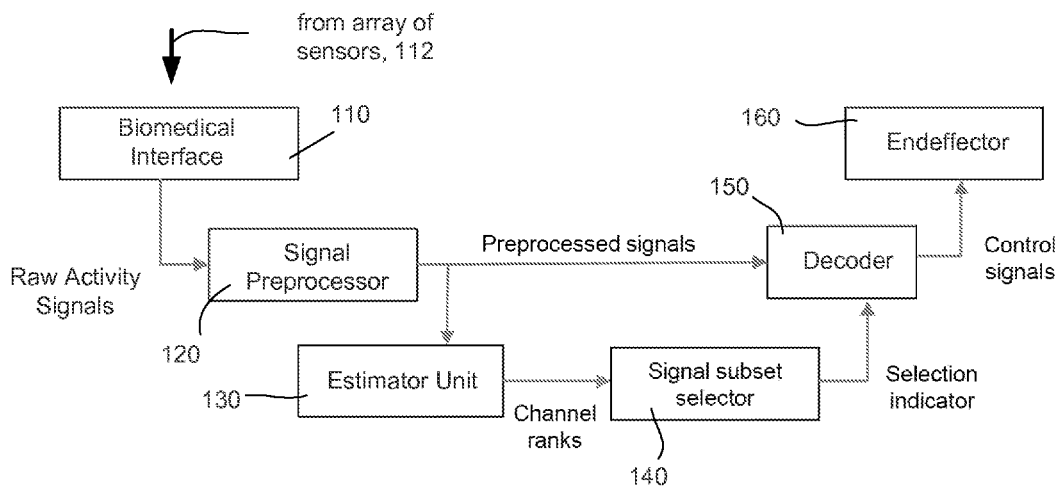 from array of
sensors, 112
Biomedical
Interface
110
160
Endeffector
150
Signal
Preprocessor
Preprocessed signals
Decoder
Control
signals
Raw Activity
Signals
120
Estimator Unit
130
Channel
ranks
Signal subset
selector
140
Selection
indicator